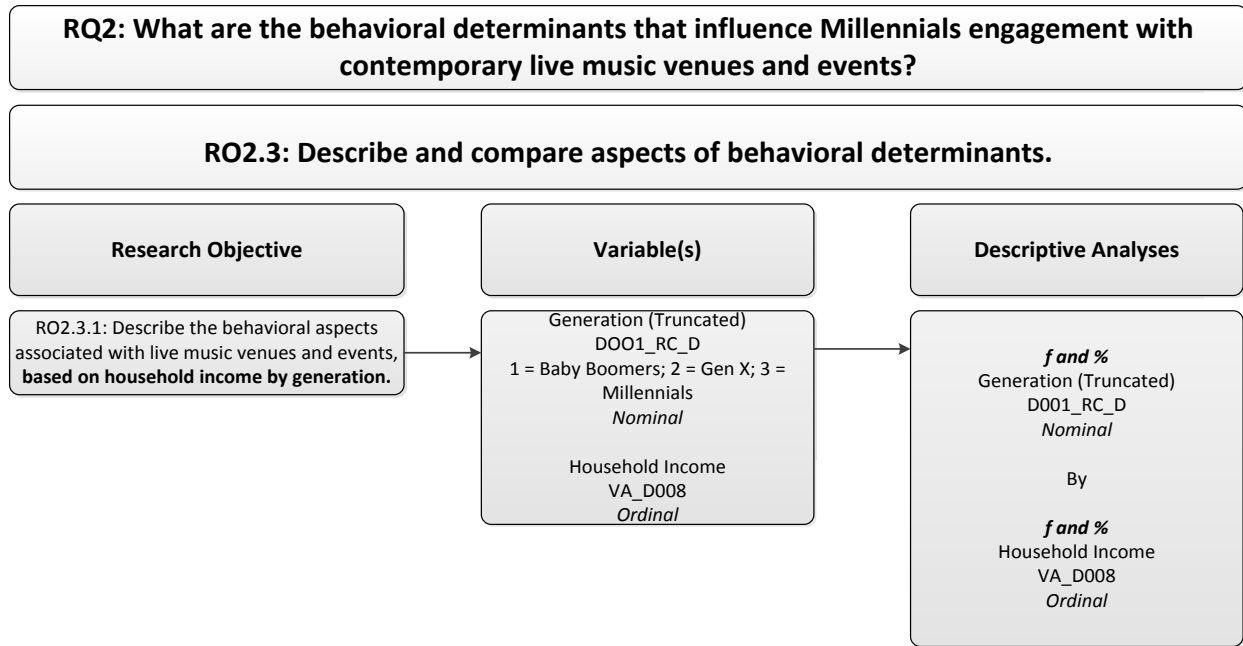 RQ2: What are the behavioral determinants that influence Millennials engagement with
contemporary live music venues and events?
RO2.3: Describe and compare aspects of behavioral determinants.
Research Objective
Variable(s)
Descriptive Analyses
RO2.3.1: Describe the behavioral aspects
associated with live music venues and events,
based on household income by generation.
Generation (Truncated)
DOO1_RC_D
1 = Baby Boomers; 2 = Gen X; 3 =
Millennials
Nominal
Household Income
VA_D008
Ordinal
f and %
Generation (Truncated)
D001_RC_D
Nominal
By
f and %
Household Income
VA_D008
Ordinal